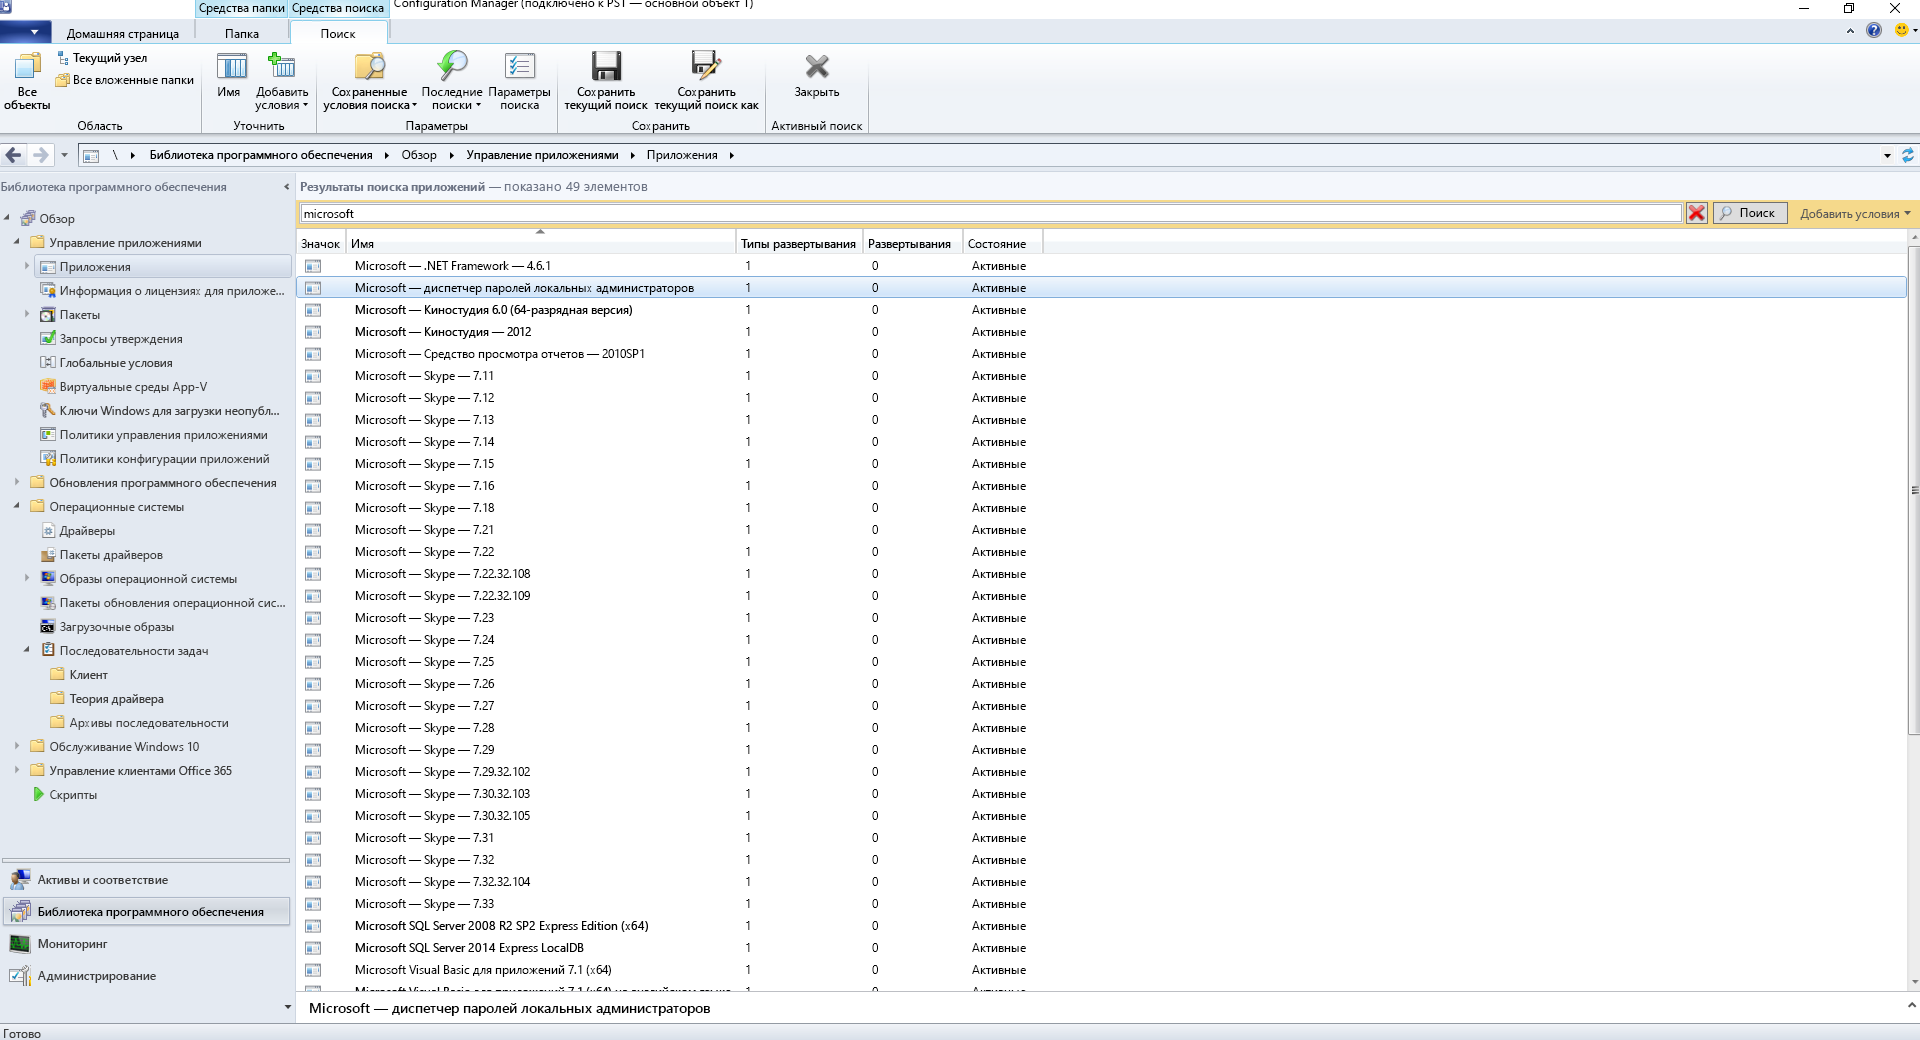 Средства папки Средства поиска Configuration Manager (подключено к PS1 — основной объект 1)
Домашняя страница Папка Поиск
Все объекты
Текущий узел
Все вложенные папки
Область
Имя
Добавить условия
Уточнить
Сохраненные условия поиска
Последние поиски
Параметры поиска
Параметры
Сохранить текущий поиск
Сохранить текущий поиск как
Сохранить
Закрыть
Активный поиск
\ Библиотека программного обеспечения Обзор Управление приложениями Приложения
Библиотека программного обеспечения
Обзор
Управление приложениями
Приложения
Информация о лицензиях для приложе...
Пакеты
Запросы утверждения
Глобальные условия
Виртуальные среды App-V
Ключи Windows для загрузки неопубл...
Политики управления приложениями
Политики конфигурации приложений
Обновления программного обеспечения
Операционные системы
Драйверы
Пакеты драйверов
Образы операционной системы
Пакеты обновления операционной сис...
Загрузочные образы
Последовательности задач
Клиент
Теория драйвера
Архивы последовательности
Обслуживание Windows 10
Управление клиентами Office 365
Скрипты
Активы и соответствие
Библиотека программного обеспечения
Мониторинг
Администрирование
Результаты поиска приложений — показано 49 элементов
microsoft Поиск Добавить условия
Значок Имя Типы развертывания Развертывания Состояние
Microsoft — .NET Framework — 4.6.1 1 0 Активные
Microsoft — диспетчер паролей локальных администраторов 1 0 Активные
Microsoft — Киностудия 6.0 (64-разрядная версия) 1 0 Активные
Microsoft — Киностудия — 2012 1 0 Активные
Microsoft — Средство просмотра отчетов — 2010SP1 1 0 Активные
Microsoft — Skype — 7.11 1 0 Активные
Microsoft — Skype — 7.12 1 0 Активные
Microsoft — Skype — 7.13 1 0 Активные
Microsoft — Skype — 7.14 1 0 Активные
Microsoft — Skype — 7.15 1 0 Активные
Microsoft — Skype — 7.16 1 0 Активные
Microsoft — Skype — 7.18 1 0 Активные
Microsoft — Skype — 7.21 1 0 Активные
Microsoft — Skype — 7.22 1 0 Активные
Microsoft — Skype — 7.22.32.108 1 0 Активные
Microsoft — Skype — 7.22.32.109 1 0 Активные
Microsoft — Skype — 7.23 1 0 Активные
Microsoft — Skype — 7.24 1 0 Активные
Microsoft — Skype — 7.25 1 0 Активные
Microsoft — Skype — 7.26 1 0 Активные
Microsoft — Skype — 7.27 1 0 Активные
Microsoft — Skype — 7.28 1 0 Активные
Microsoft — Skype — 7.29 1 0 Активные
Microsoft — Skype — 7.29.32.102 1 0 Активные
Microsoft — Skype — 7.30.32.103 1 0 Активные
Microsoft — Skype — 7.30.32.105 1 0 Активные
Microsoft — Skype — 7.31 1 0 Активные
Microsoft — Skype — 7.32 1 0 Активные
Microsoft — Skype — 7.32.32.104 1 0 Активные
Microsoft — Skype — 7.33 1 0 Активные
Microsoft SQL Server 2008 R2 SP2 Express Edition (x64) 1 0 Активные
Microsoft SQL Server 2014 Express LocalDB 1 0 Активные
Microsoft Visual Basic для приложений 7.1 (x64) 1 0 Активные
Microsoft Visual Basic для приложений 7.1 (x64) на английском языке 1 0 Активные
Microsoft — диспетчер паролей локальных администраторов
Готово